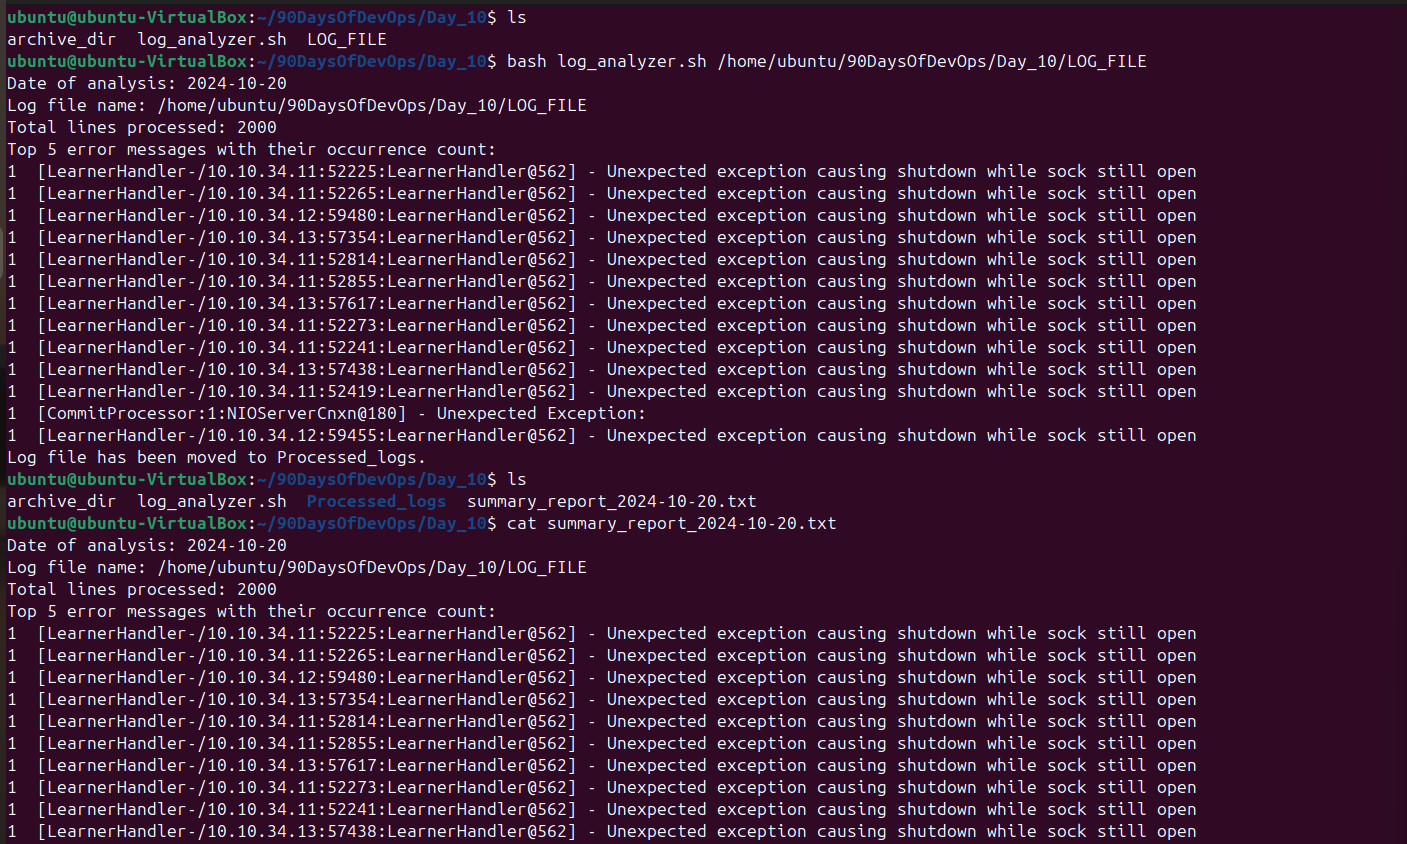 ubuntu@ubuntu-VirtualBox:~/90DaysOfDevOps/Day_10$ ls
archive_dir  log_analyzer.sh  LOG_FILE
ubuntu@ubuntu-VirtualBox:~/90DaysOfDevOps/Day_10$ bash log_analyzer.sh /home/ubuntu/90DaysOfDevOps/Day_10/LOG_FILE
Date of analysis: 2024-10-20
Log file name: /home/ubuntu/90DaysOfDevOps/Day_10/LOG_FILE
Total lines processed: 2000
Top 5 error messages with their occurrence count:
1  [LearnerHandler-/10.10.34.11:52225:LearnerHandler@562] - Unexpected exception causing shutdown while sock still open
1  [LearnerHandler-/10.10.34.11:52265:LearnerHandler@562] - Unexpected exception causing shutdown while sock still open
1  [LearnerHandler-/10.10.34.12:59480:LearnerHandler@562] - Unexpected exception causing shutdown while sock still open
1  [LearnerHandler-/10.10.34.13:57354:LearnerHandler@562] - Unexpected exception causing shutdown while sock still open
1  [LearnerHandler-/10.10.34.11:52814:LearnerHandler@562] - Unexpected exception causing shutdown while sock still open
1  [LearnerHandler-/10.10.34.11:52855:LearnerHandler@562] - Unexpected exception causing shutdown while sock still open
1  [LearnerHandler-/10.10.34.13:57617:LearnerHandler@562] - Unexpected exception causing shutdown while sock still open
1  [LearnerHandler-/10.10.34.11:52273:LearnerHandler@562] - Unexpected exception causing shutdown while sock still open
1  [LearnerHandler-/10.10.34.11:52241:LearnerHandler@562] - Unexpected exception causing shutdown while sock still open
1  [LearnerHandler-/10.10.34.13:57438:LearnerHandler@562] - Unexpected exception causing shutdown while sock still open
1  [LearnerHandler-/10.10.34.11:52419:LearnerHandler@562] - Unexpected exception causing shutdown while sock still open
1  [CommitProcessor:1:NIOServerCnxn@180] - Unexpected Exception:
1  [LearnerHandler-/10.10.34.12:59455:LearnerHandler@562] - Unexpected exception causing shutdown while sock still open
Log file has been moved to Processed_logs.
ubuntu@ubuntu-VirtualBox:~/90DaysOfDevOps/Day_10$ ls
archive_dir  log_analyzer.sh  Processed_logs  summary_report_2024-10-20.txt
ubuntu@ubuntu-VirtualBox:~/90DaysOfDevOps/Day_10$ cat summary_report_2024-10-20.txt
Date of analysis: 2024-10-20
Log file name: /home/ubuntu/90DaysOfDevOps/Day_10/LOG_FILE
Total lines processed: 2000
Top 5 error messages with their occurrence count:
1  [LearnerHandler-/10.10.34.11:52225:LearnerHandler@562] - Unexpected exception causing shutdown while sock still open
1  [LearnerHandler-/10.10.34.11:52265:LearnerHandler@562] - Unexpected exception causing shutdown while sock still open
1  [LearnerHandler-/10.10.34.12:59480:LearnerHandler@562] - Unexpected exception causing shutdown while sock still open
1  [LearnerHandler-/10.10.34.13:57354:LearnerHandler@562] - Unexpected exception causing shutdown while sock still open
1  [LearnerHandler-/10.10.34.11:52814:LearnerHandler@562] - Unexpected exception causing shutdown while sock still open
1  [LearnerHandler-/10.10.34.11:52855:LearnerHandler@562] - Unexpected exception causing shutdown while sock still open
1  [LearnerHandler-/10.10.34.13:57617:LearnerHandler@562] - Unexpected exception causing shutdown while sock still open
1  [LearnerHandler-/10.10.34.11:52273:LearnerHandler@562] - Unexpected exception causing shutdown while sock still open
1  [LearnerHandler-/10.10.34.11:52241:LearnerHandler@562] - Unexpected exception causing shutdown while sock still open
1  [LearnerHandler-/10.10.34.13:57438:LearnerHandler@562] - Unexpected exception causing shutdown while sock still open